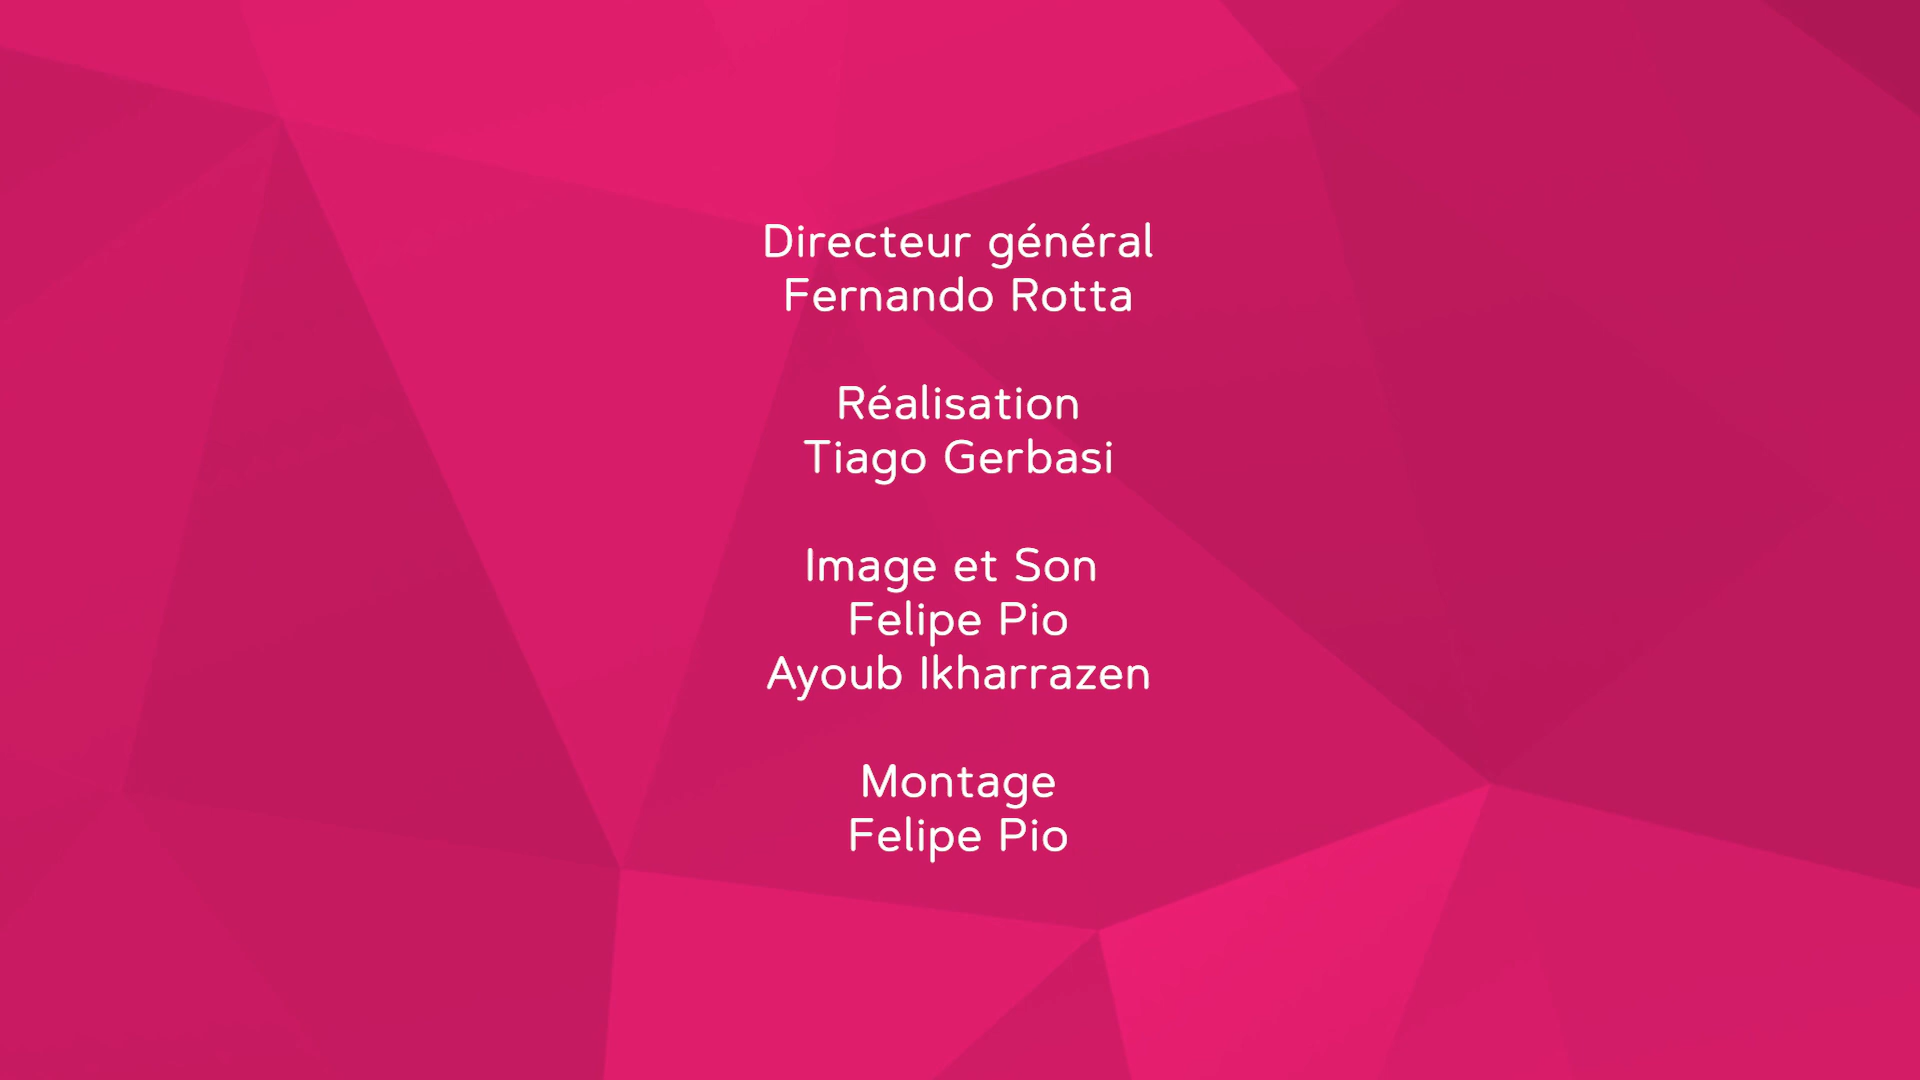 Directeur général
Fernando Rotta
Réalisation
Tiago Gerbasi
Image et Son
Felipe Pio
Ayoub Ikharrazen
Montage
Felipe Pio